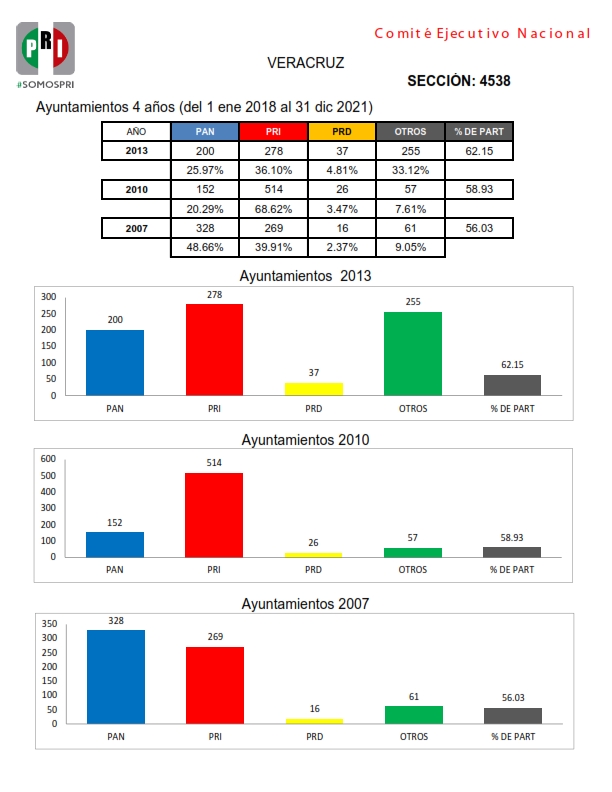 Comité Ejecutivo Nacional
PRI
#SOMOSPRI
VERACRUZ
SECCIÓN: 4538
Ayuntamientos 4 años (del 1 ene 2018 al 31 dic 2021)
AÑO PAN PRI PRD OTROS % DE PART
2013 200 278 37 255 62.15
25.97% 36.10% 4.81% 33.12%
2010 152 514 26 57 58.93
20.29% 68.62% 3.47% 7.61%
2007 328 269 16 61 56.03
48.66% 39.91% 2.37% 9.05%
Ayuntamientos 2013
300
250
200
150
100
50
0
200 278 37 255 62.15
PAN PRI PRD OTROS % DE PART
Ayuntamientos 2010
600
500
400
300
200
100
0
152 514 26 57 58.93
PAN PRI PRD OTROS % DE PART
Ayuntamientos 2007
350
300
250
200
150
100
50
0
328 269 16 61 56.03
PAN PRI PRD OTROS % DE PART